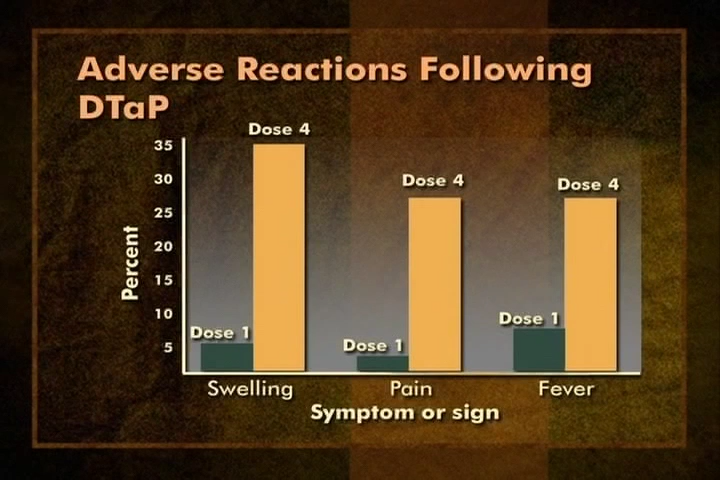 Adverse Reactions Following
DTaP
Dose 4
35
30
Dose 4
Dose 4
25
20
Percent
15
10
Dose 1
Dose 1
Dose 1
5
Swelling
Pain
Fever
Symptom or sign